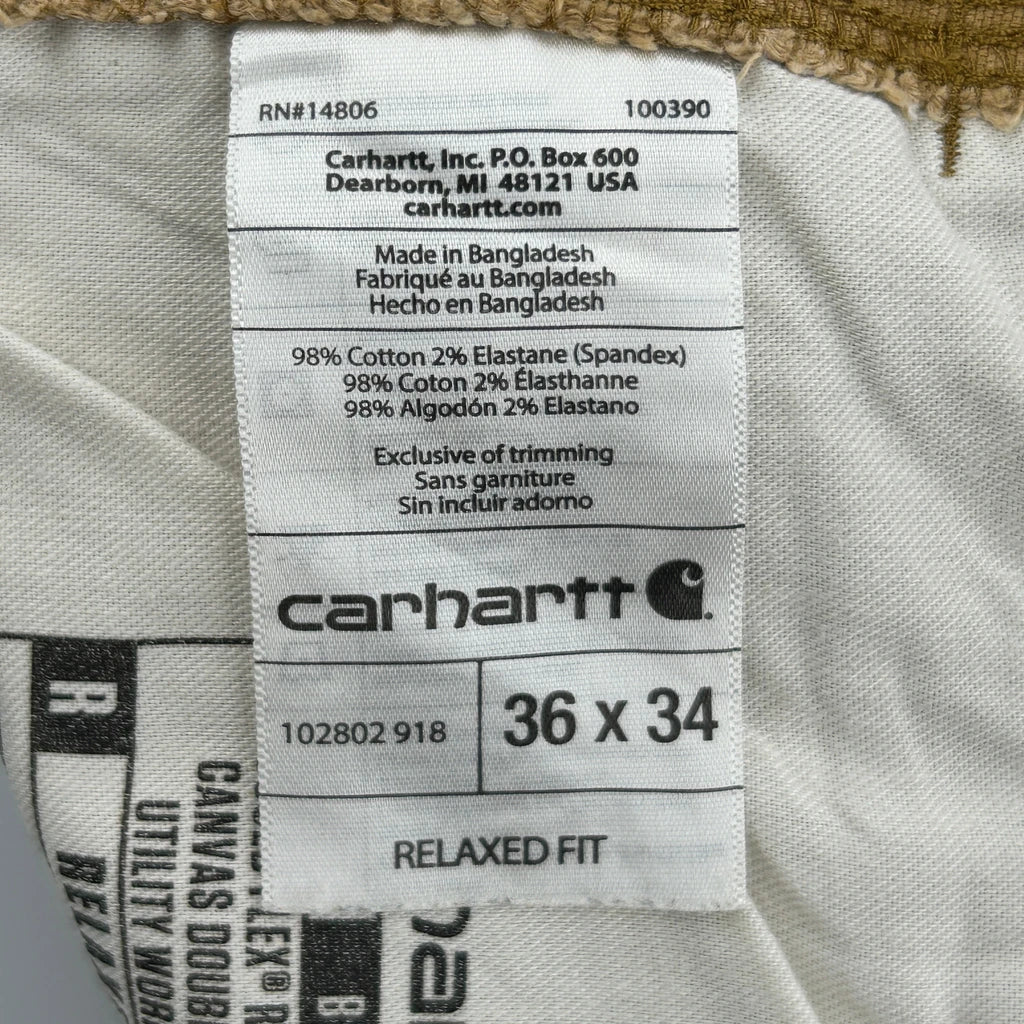 RN#14806 100390
Carhartt, Inc. P.O. Box 600
Dearborn, MI 48121 USA
carhartt.com
Made in Bangladesh
Fabriqué au Bangladesh
Hecho en Bangladesh
98% Cotton 2% Elastane (Spandex)
98% Coton 2% Élasthanne
98% Algodón 2% Elastano
Exclusive of trimming
Sans garniture
Sin incluir adorno
carhartt
102802 918 36 x 34
RELAXED FIT
R
CANVAS
UTILITY
B